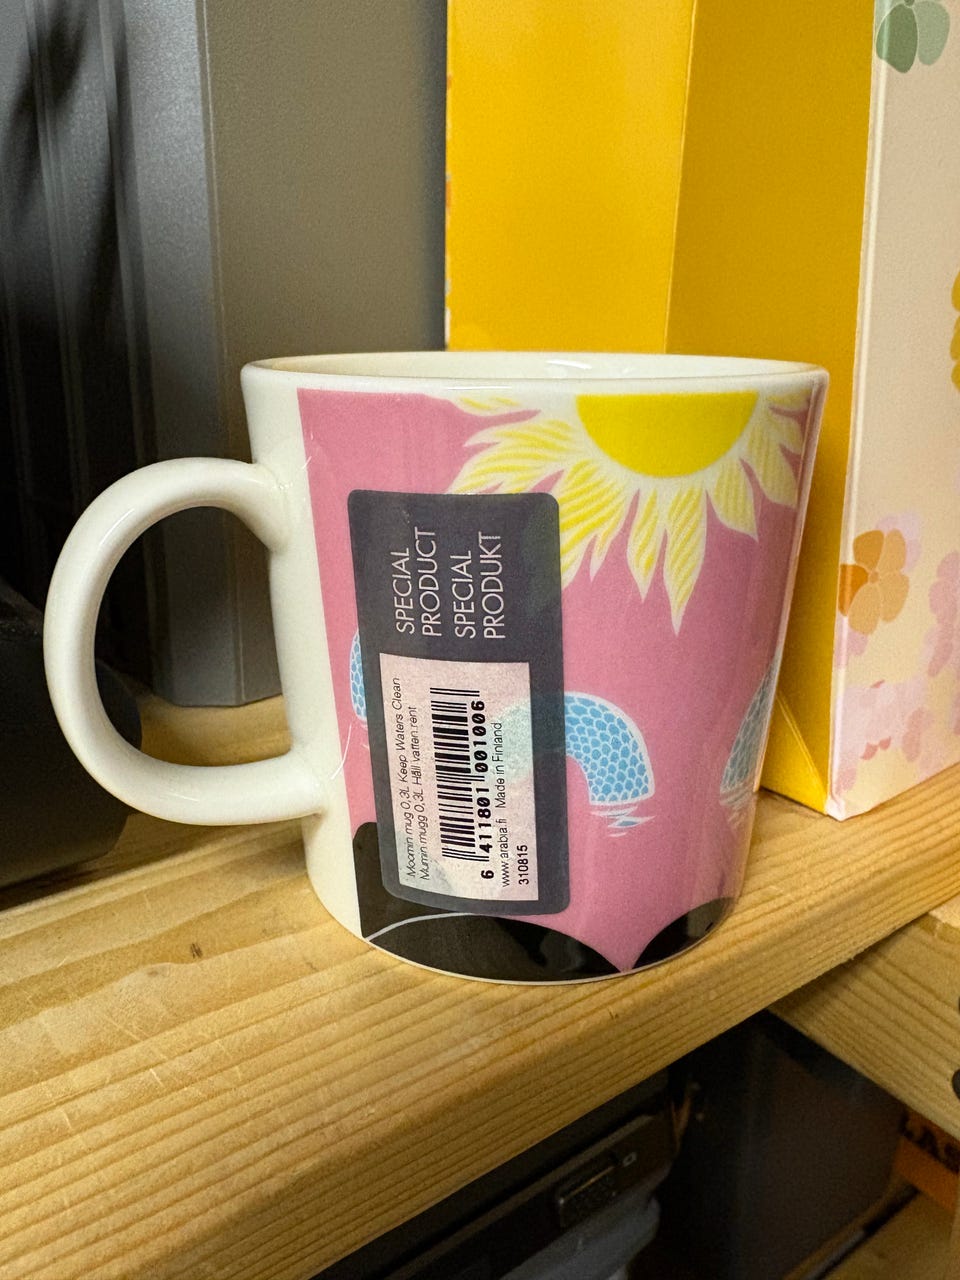 SPECIAL
PRODUCT
SPECIAL
PRODUKT
Moomin mug 0,3L Keep Waters Clean
Mumin mugg 0,3L Håll vatten rent
6 411801 001006
www.arabia.fi Made in Finland
310815
LAS